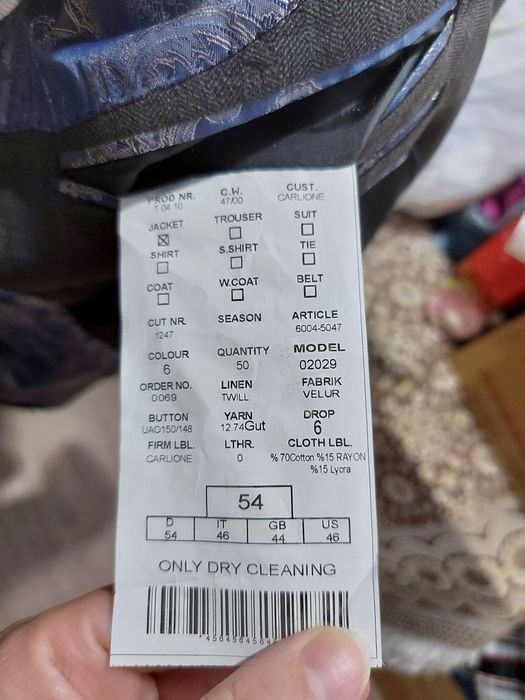 PROD NR. C.W. CUST.
T 04 10 47/00 CARLIONE
JACKET TROUSER SUIT
SHIRT S.SHIRT TIE
COAT W.COAT BELT
CUT NR. SEASON ARTICLE
1247 6004-5047
COLOUR QUANTITY MODEL
6 50 02029
ORDER NO. LINEN FABRIK
0069 TWILL VELUR
BUTTON YARN DROP
UAO150/148 12 74Gut 6
FIRM LBL. LTHR. CLOTH LBL.
CARLIONE 0 %70Cotton %15 RAYON
%15 Lycra
54
D IT GB US
54 46 44 46
ONLY DRY CLEANING